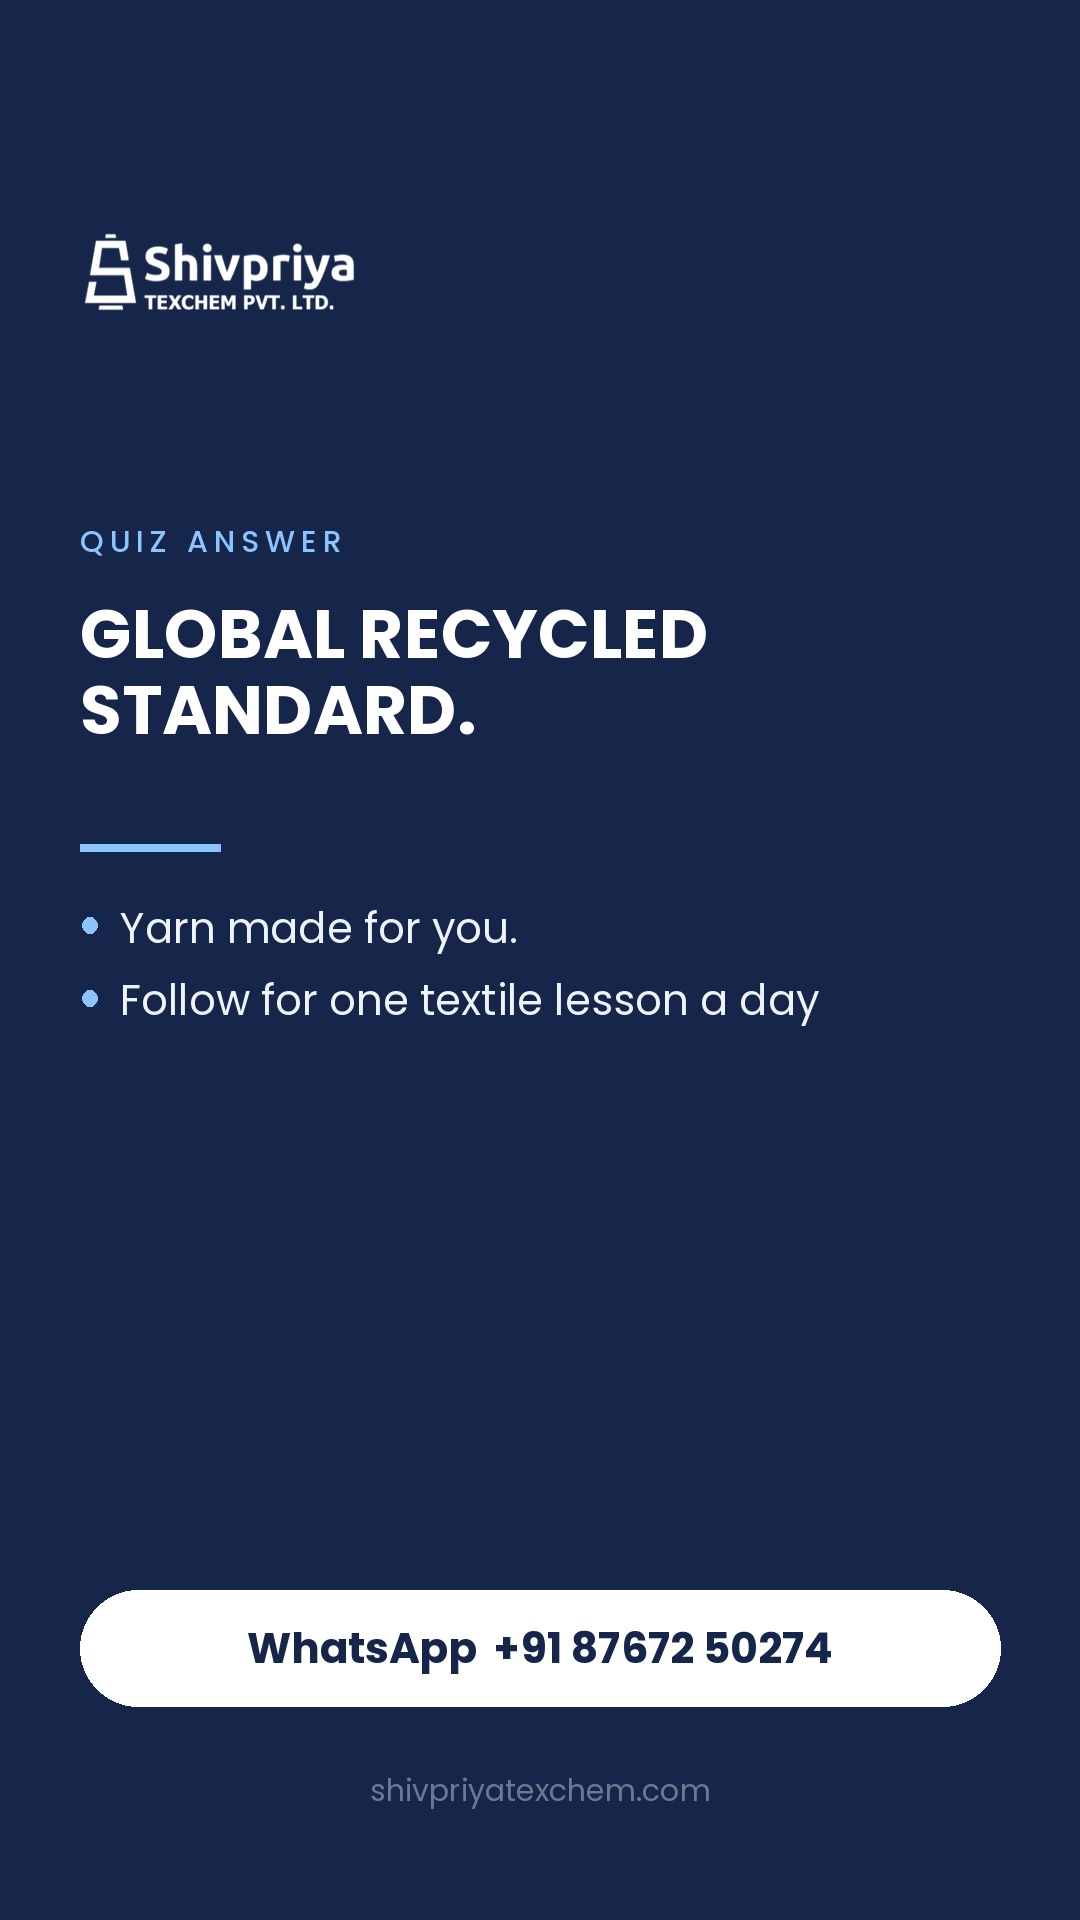 Shivpriya
TEXCHEM PVT. LTD.
QUIZ ANSWER
GLOBAL RECYCLED
STANDARD.
Yarn made for you.
Follow for one textile lesson a day
WhatsApp +91 87672 50274
shivpriyatexchem.com